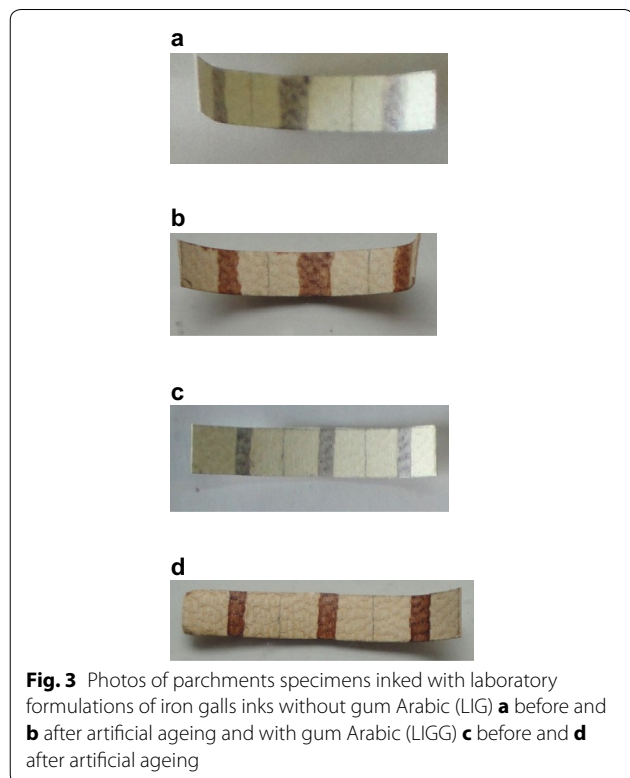 a
b
c
d
Fig. 3 Photos of parchments specimens inked with laboratory
formulations of iron galls inks without gum Arabic (LIG) a before and
b after artificial ageing and with gum Arabic (LIGG) c before and d
after artificial ageing